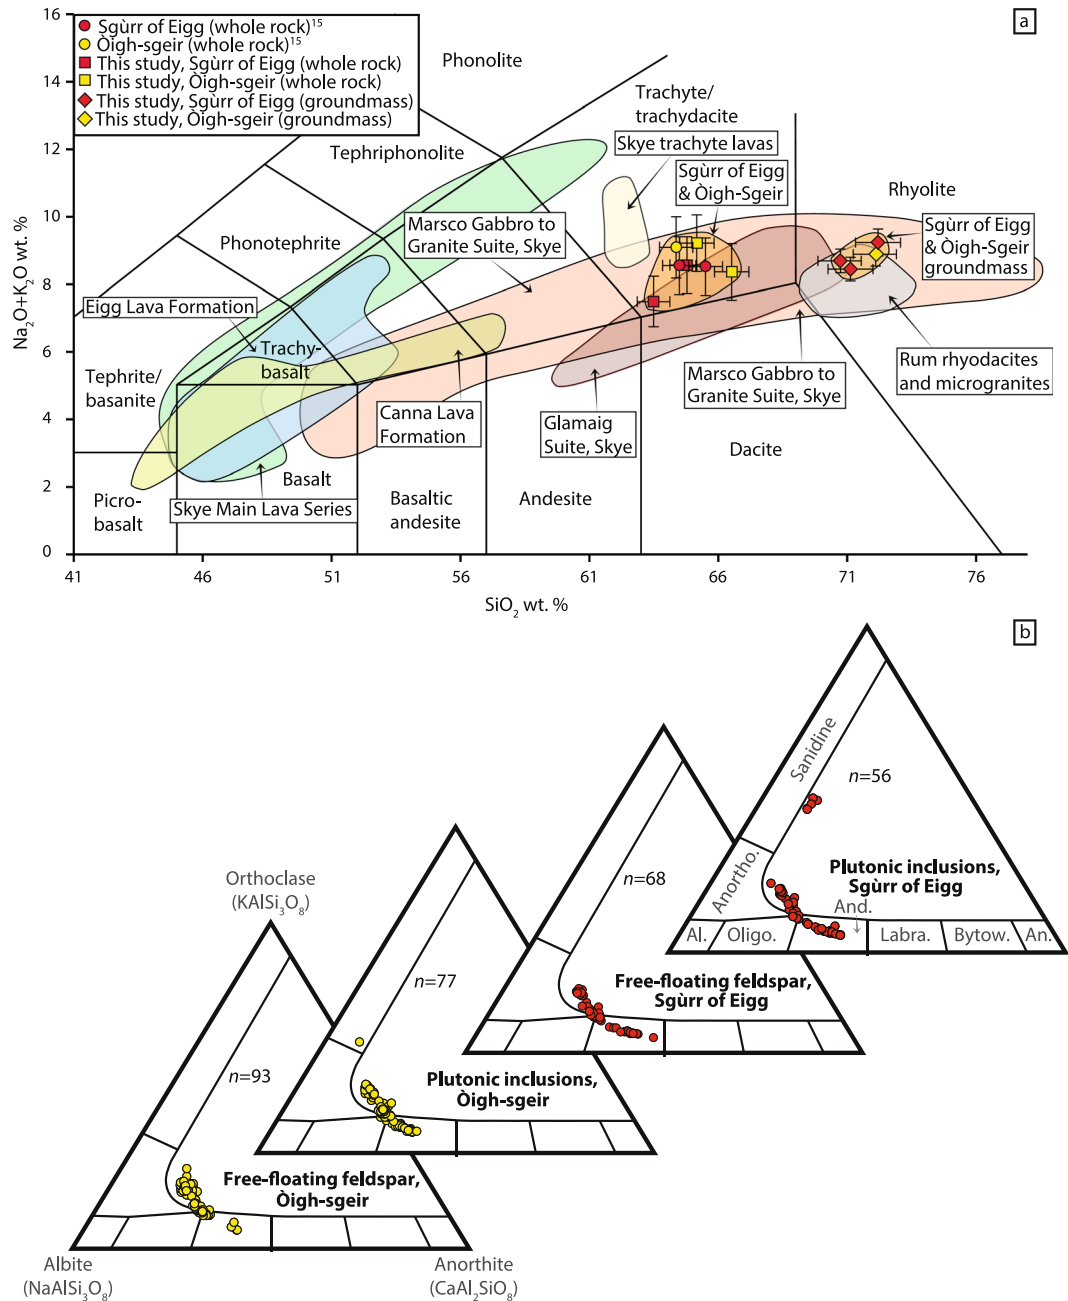 a
16
14
12
10
8
6
4
2
0
Na₂O+K₂O wt. %
Sgùrr of Eigg (whole rock)¹⁵
Òigh-sgeir (whole rock)¹⁵
This study, Sgùrr of Eigg (whole rock)
This study, Òigh-sgeir (whole rock)
This study, Sgùrr of Eigg (groundmass)
This study, Òigh-sgeir (groundmass)
Phonolite
Trachyte/
trachydacite
Skye trachyte lavas
Tephriphonolite
Sgùrr of Eigg
& Òigh-Sgeir
Rhyolite
Marsco Gabbro to
Granite Suite, Skye
Sgùrr of Eigg
& Òigh-Sgeir
groundmass
Phonotephrite
Eigg Lava Formation
Trachy-
basalt
Tephrite/
basanite
Canna Lava
Formation
Glamaig
Suite, Skye
Marsco Gabbro to
Granite Suite, Skye
Rum rhyodacites
and microgranites
Dacite
Picro-
basalt
Basalt
Skye Main Lava Series
Basaltic
andesite
Andesite
41
46
51
56
61
66
71
76
SiO₂ wt. %
b
Sanidine
n=56
Anortho.
Plutonic inclusions,
Sgùrr of Eigg
And.
Al.
Oligo.
Labra.
Bytow.
An.
n=68
Free-floating feldspar,
Sgùrr of Eigg
n=77
Plutonic inclusions,
Òigh-sgeir
Orthoclase
(KAlSi₃O₈)
n=93
Free-floating feldspar,
Òigh-sgeir
Albite
(NaAlSi₃O₈)
Anorthite
(CaAl₂SiO₈)